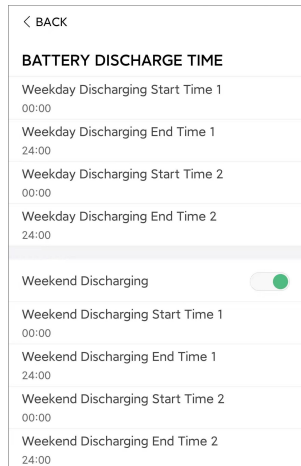 < BACK
BATTERY DISCHARGE TIME
Weekday Discharging Start Time 1
00:00
Weekday Discharging End Time 1
24:00
Weekday Discharging Start Time 2
00:00
Weekday Discharging End Time 2
24:00
Weekend Discharging
Weekend Discharging Start Time 1
00:00
Weekend Discharging End Time 1
24:00
Weekend Discharging Start Time 2
00:00
Weekend Discharging End Time 2
24:00